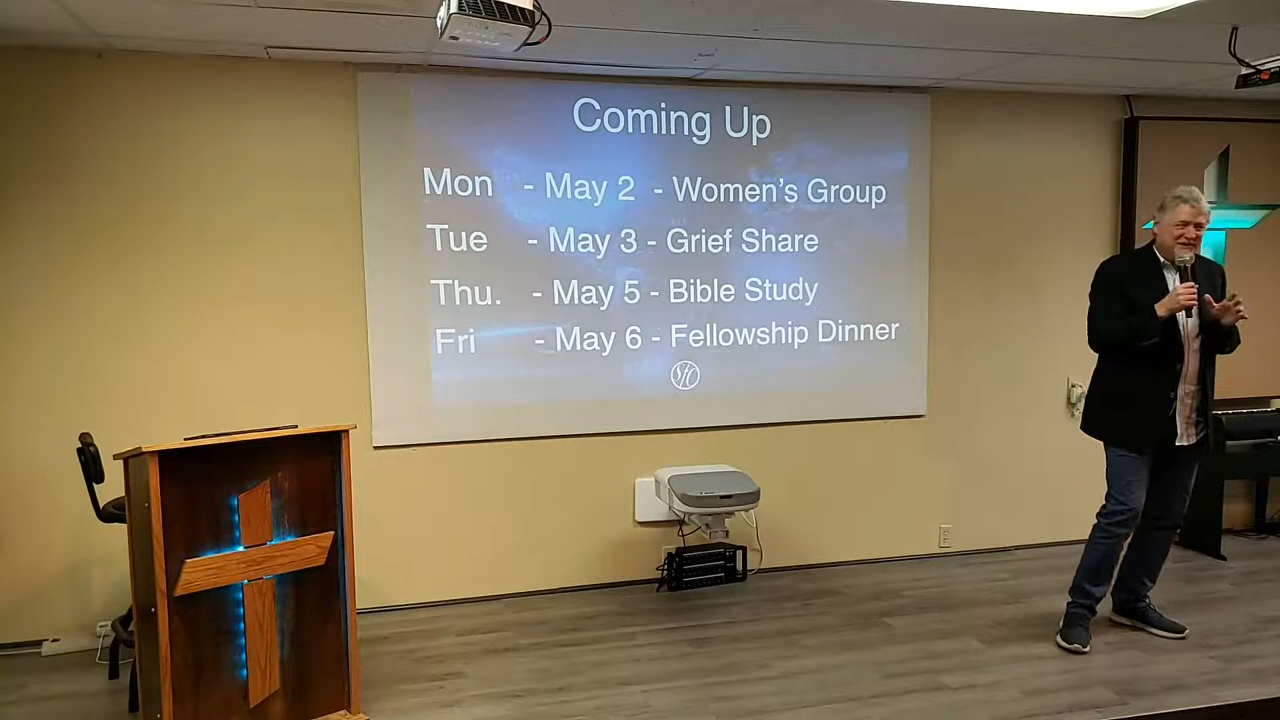 Coming Up
Mon - May 2 - Women's Group
Tue - May 3 - Grief Share
Thu. - May 5 - Bible Study
Fri - May 6 - Fellowship Dinner